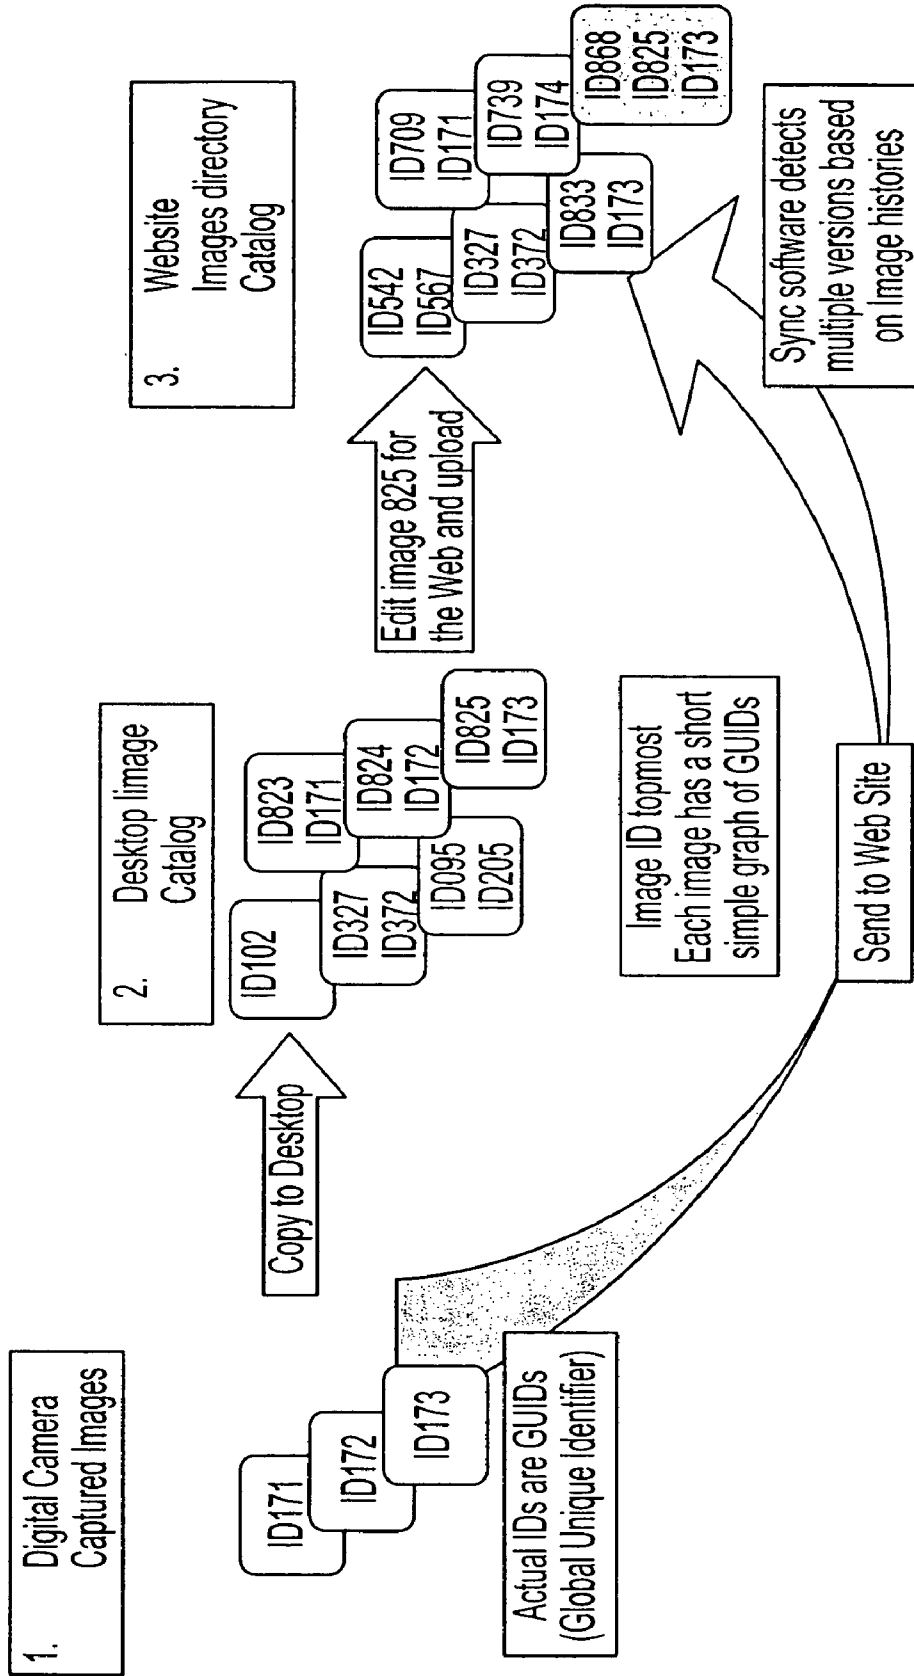 1. Digital Camera
Captured Images
ID171
ID172
ID173
Actual IDs are GUIDs
(Global Unique Identifier)
Copy to Desktop
2. Desktop Iimage
Catalog
ID102
ID823
ID171
ID327
ID372
ID824
ID172
ID095
ID205
ID825
ID173
Image ID topmost
Each image has a short
simple graph of GUIDs
Send to Web Site
Edit image 825 for
the Web and upload
3. Website
Images directory
Catalog
ID542
ID567
ID709
ID171
ID327
ID372
ID739
ID174
ID833
ID173
ID868
ID825
ID173
Sync software detects
multiple versions based
on Image histories